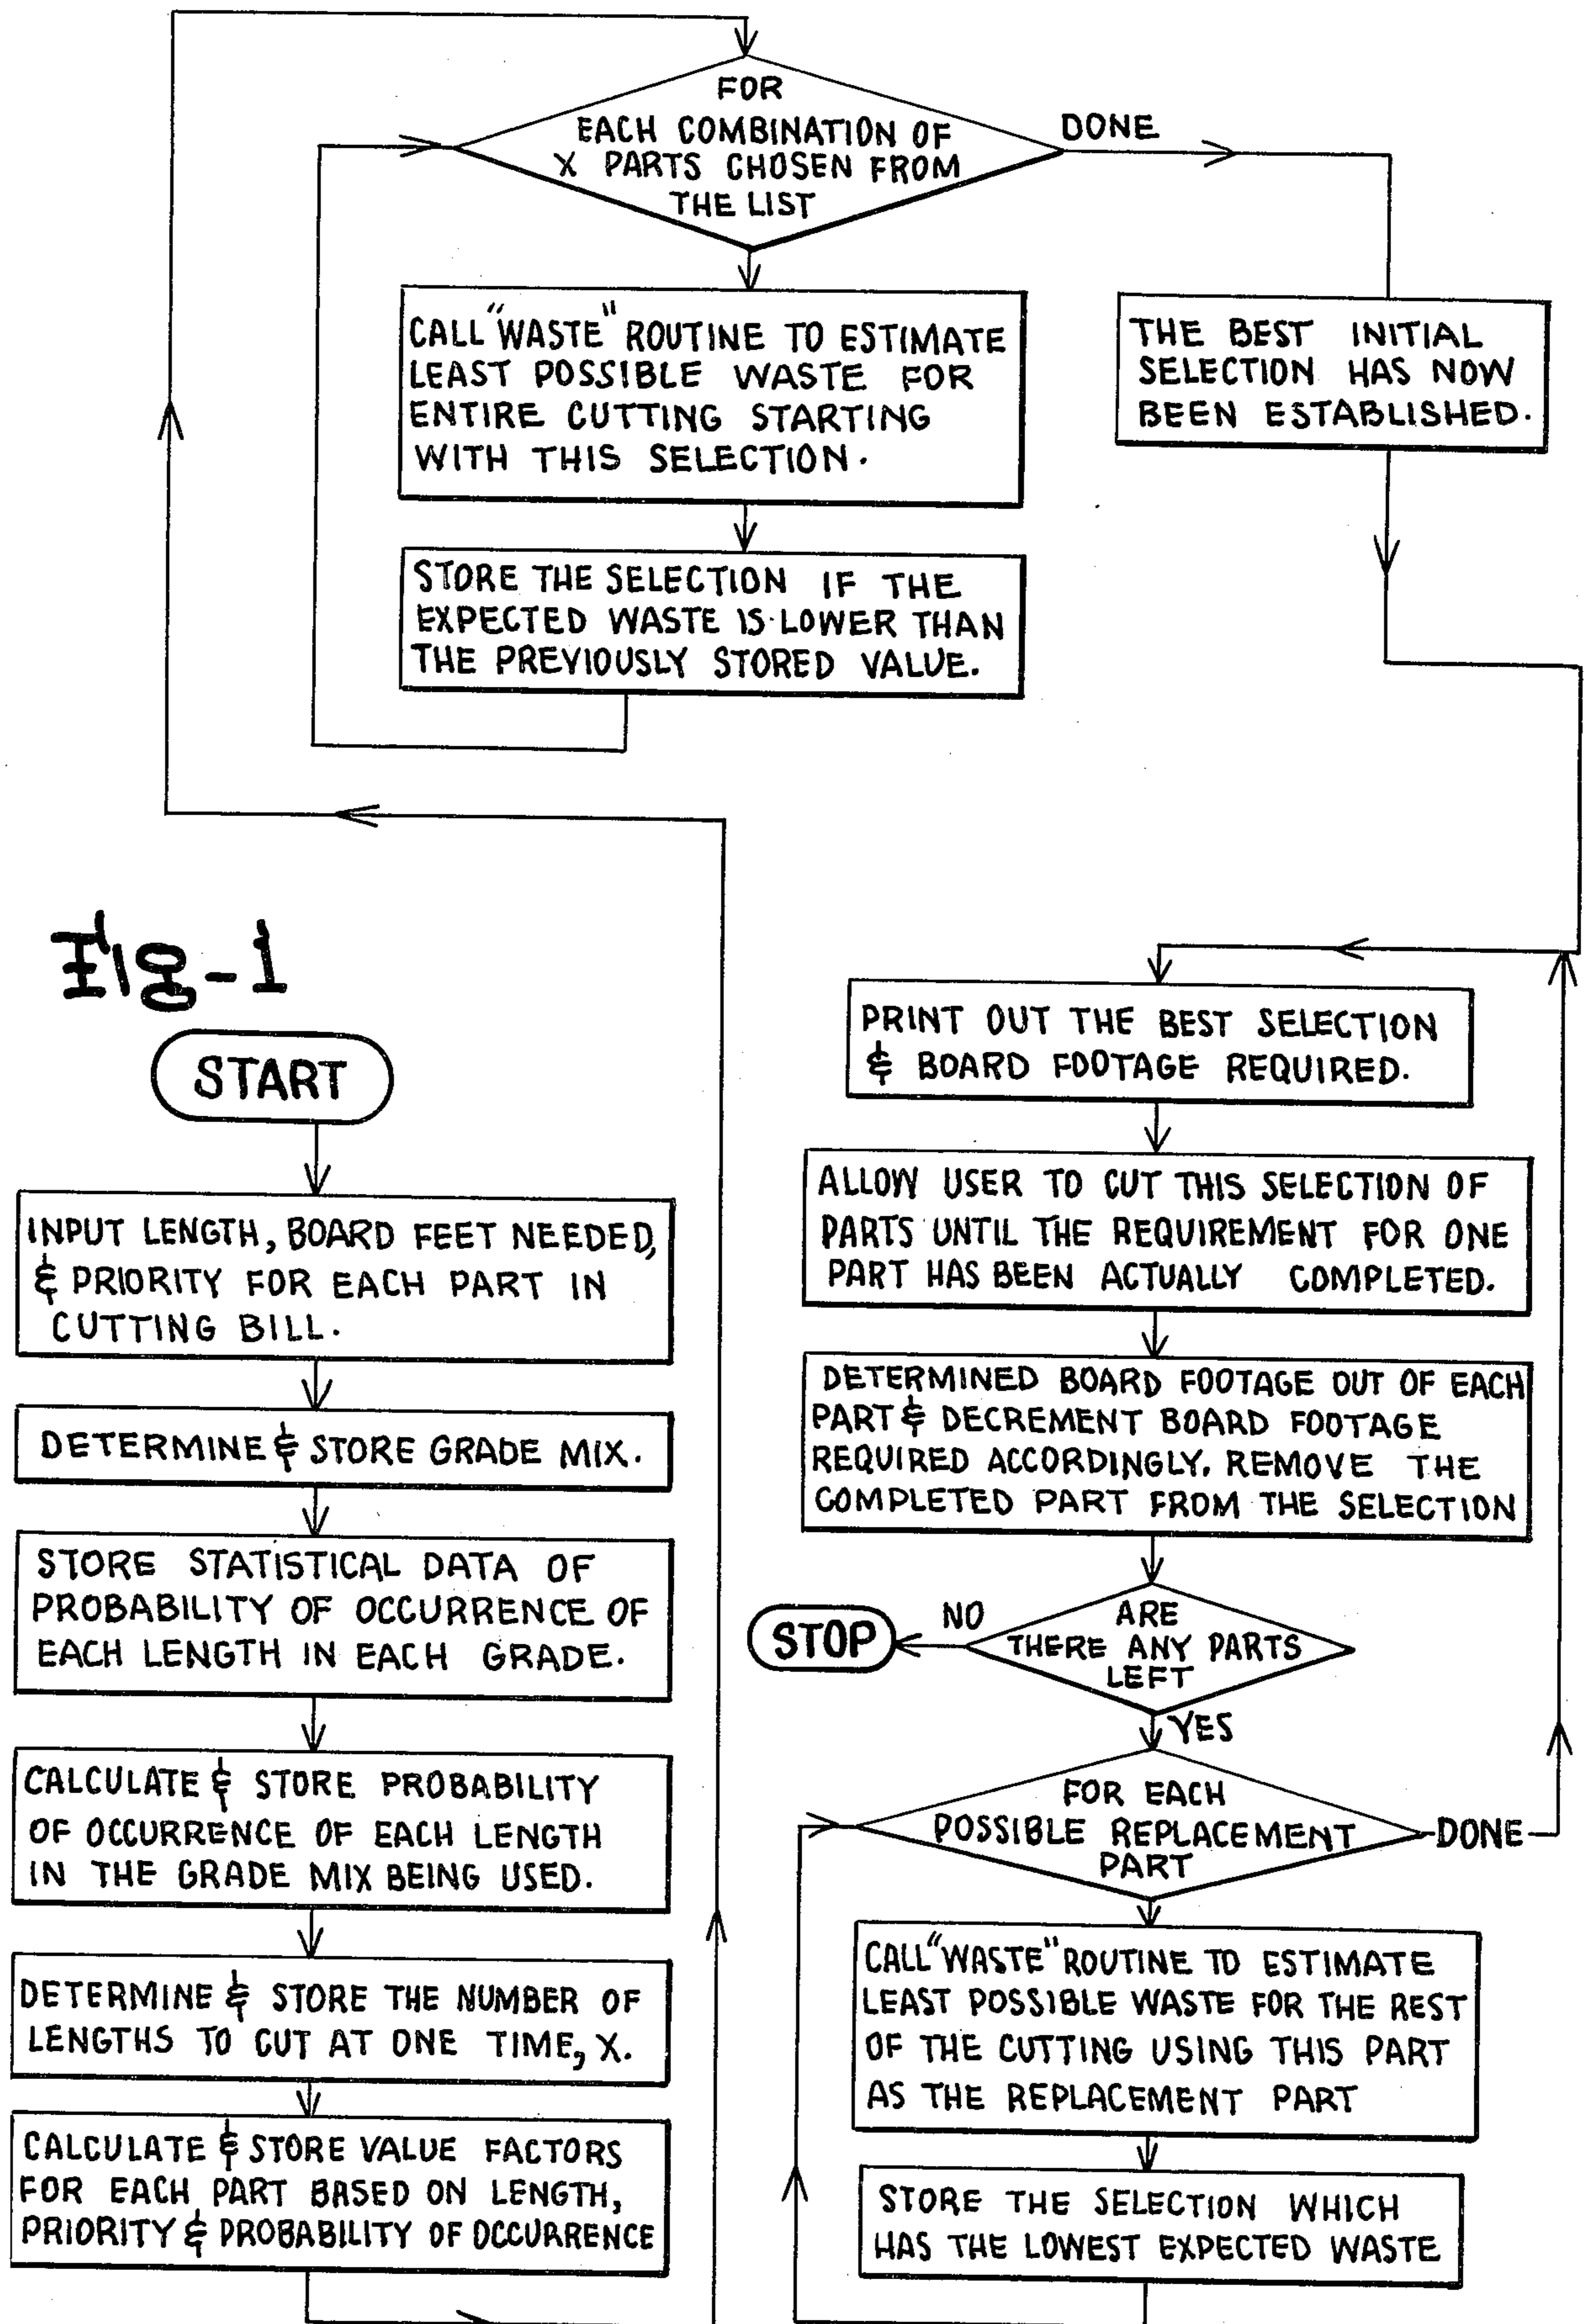 FOR
EACH COMBINATION OF
X PARTS CHOSEN FROM
THE LIST
DONE
CALL "WASTE" ROUTINE TO ESTIMATE
LEAST POSSIBLE WASTE FOR
ENTIRE CUTTING STARTING
WITH THIS SELECTION.
STORE THE SELECTION IF THE
EXPECTED WASTE IS LOWER THAN
THE PREVIOUSLY STORED VALUE.
THE BEST INITIAL
SELECTION HAS NOW
BEEN ESTABLISHED.
Fig-1
START
INPUT LENGTH, BOARD FEET NEEDED,
& PRIORITY FOR EACH PART IN
CUTTING BILL.
DETERMINE & STORE GRADE MIX.
STORE STATISTICAL DATA OF
PROBABILITY OF OCCURRENCE OF
EACH LENGTH IN EACH GRADE.
CALCULATE & STORE PROBABILITY
OF OCCURRENCE OF EACH LENGTH
IN THE GRADE MIX BEING USED.
DETERMINE & STORE THE NUMBER OF
LENGTHS TO CUT AT ONE TIME, X.
CALCULATE & STORE VALUE FACTORS
FOR EACH PART BASED ON LENGTH,
PRIORITY & PROBABILITY OF OCCURRENCE
PRINT OUT THE BEST SELECTION
& BOARD FOOTAGE REQUIRED.
ALLOW USER TO CUT THIS SELECTION OF
PARTS UNTIL THE REQUIREMENT FOR ONE
PART HAS BEEN ACTUALLY COMPLETED.
DETERMINED BOARD FOOTAGE OUT OF EACH
PART & DECREMENT BOARD FOOTAGE
REQUIRED ACCORDINGLY. REMOVE THE
COMPLETED PART FROM THE SELECTION
ARE
THERE ANY PARTS
LEFT
NO
STOP
YES
FOR EACH
POSSIBLE REPLACEMENT
PART
DONE
CALL "WASTE" ROUTINE TO ESTIMATE
LEAST POSSIBLE WASTE FOR THE REST
OF THE CUTTING USING THIS PART
AS THE REPLACEMENT PART
STORE THE SELECTION WHICH
HAS THE LOWEST EXPECTED WASTE